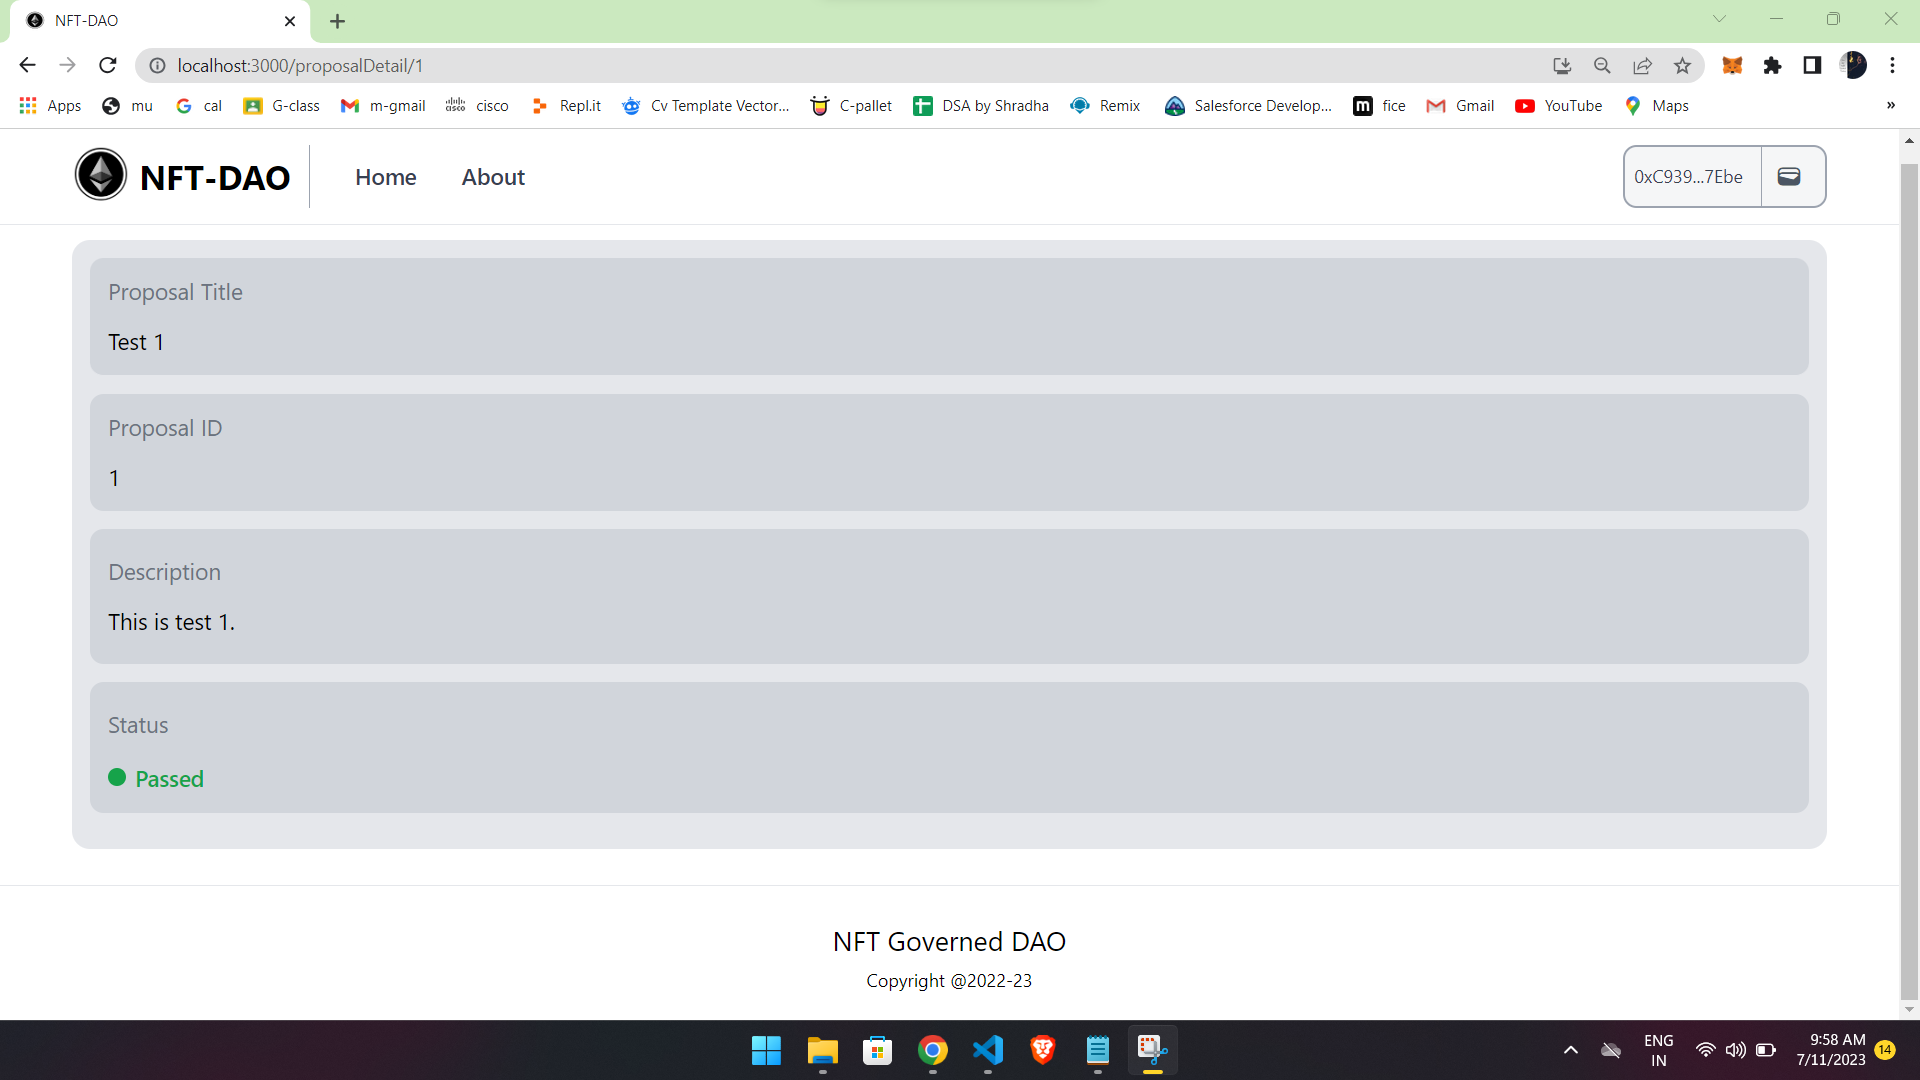 NFT-DAO
localhost:3000/proposalDetail/1
Apps mu cal G-class m-gmail cisco Repl.it Cv Template Vector... C-pallet DSA by Shradha Remix Salesforce Develop... fice Gmail YouTube Maps »
NFT-DAO Home About 0xC939...7Ebe
Proposal Title
Test 1
Proposal ID
1
Description
This is test 1.
Status
Passed
NFT Governed DAO
Copyright @2022-23
ENG
IN
9:58 AM
7/11/2023
14